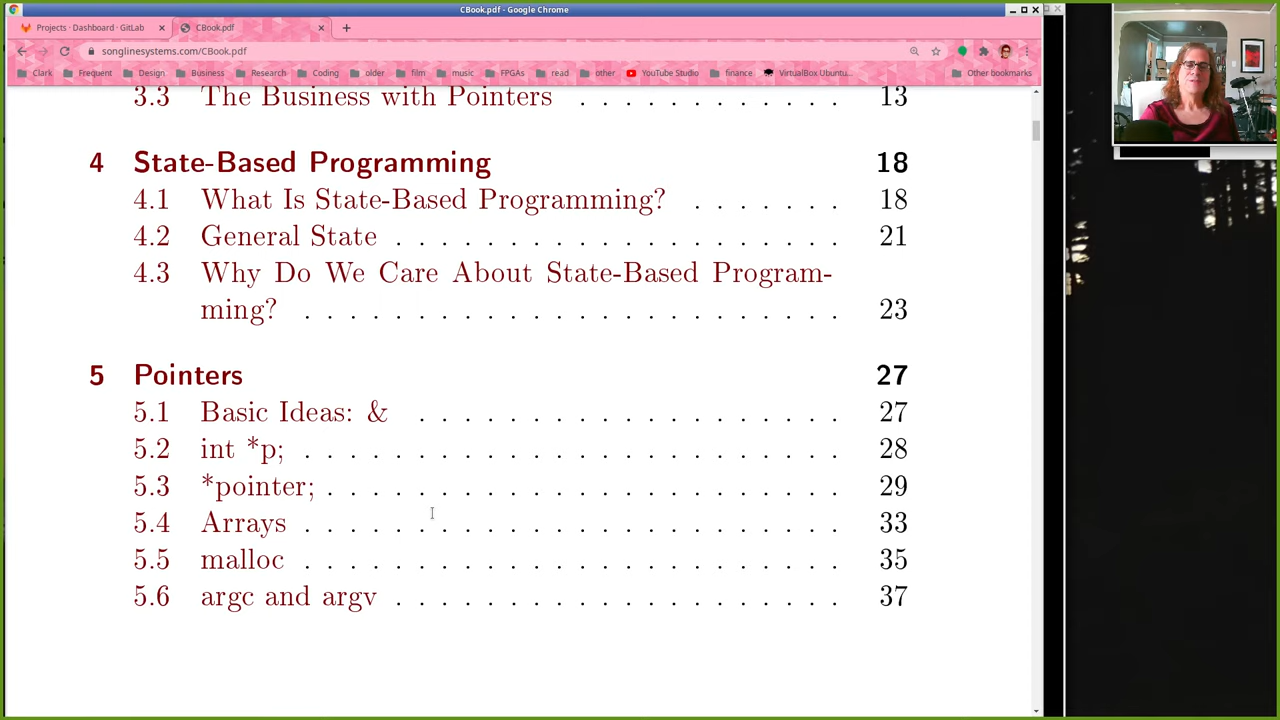 CBook.pdf - Google Chrome
Projects · Dashboard · GitLab
CBook.pdf
songlinesystems.com/CBook.pdf
Clark Frequent Design Business Research Coding older film music FPGAs read other YouTube Studio finance VirtualBox Ubuntu... Other bookmarks
3.3 The Business with Pointers . . . . . . . . . . . . 13
4 State-Based Programming 18
4.1 What Is State-Based Programming? . . . . . . . 18
4.2 General State . . . . . . . . . . . . . . . . . . . . 21
4.3 Why Do We Care About State-Based Program-
ming? . . . . . . . . . . . . . . . . . . . . . . . . 23
5 Pointers 27
5.1 Basic Ideas: & . . . . . . . . . . . . . . . . . . . 27
5.2 int *p; . . . . . . . . . . . . . . . . . . . . . . . . 28
5.3 *pointer; . . . . . . . . . . . . . . . . . . . . . . . 29
5.4 Arrays . . . . . . . . . . . . . . . . . . . . . . . . 33
5.5 malloc . . . . . . . . . . . . . . . . . . . . . . . . 35
5.6 argc and argv . . . . . . . . . . . . . . . . . . . . 37